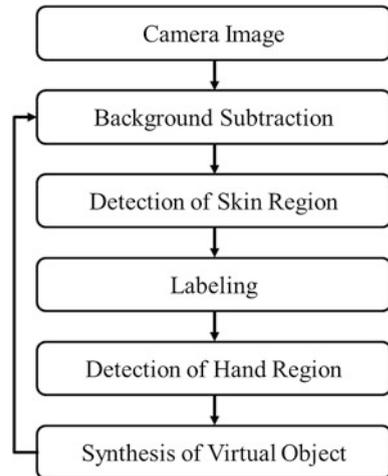 Camera Image
Background Subtraction
Detection of Skin Region
Labeling
Detection of Hand Region
Synthesis of Virtual Object